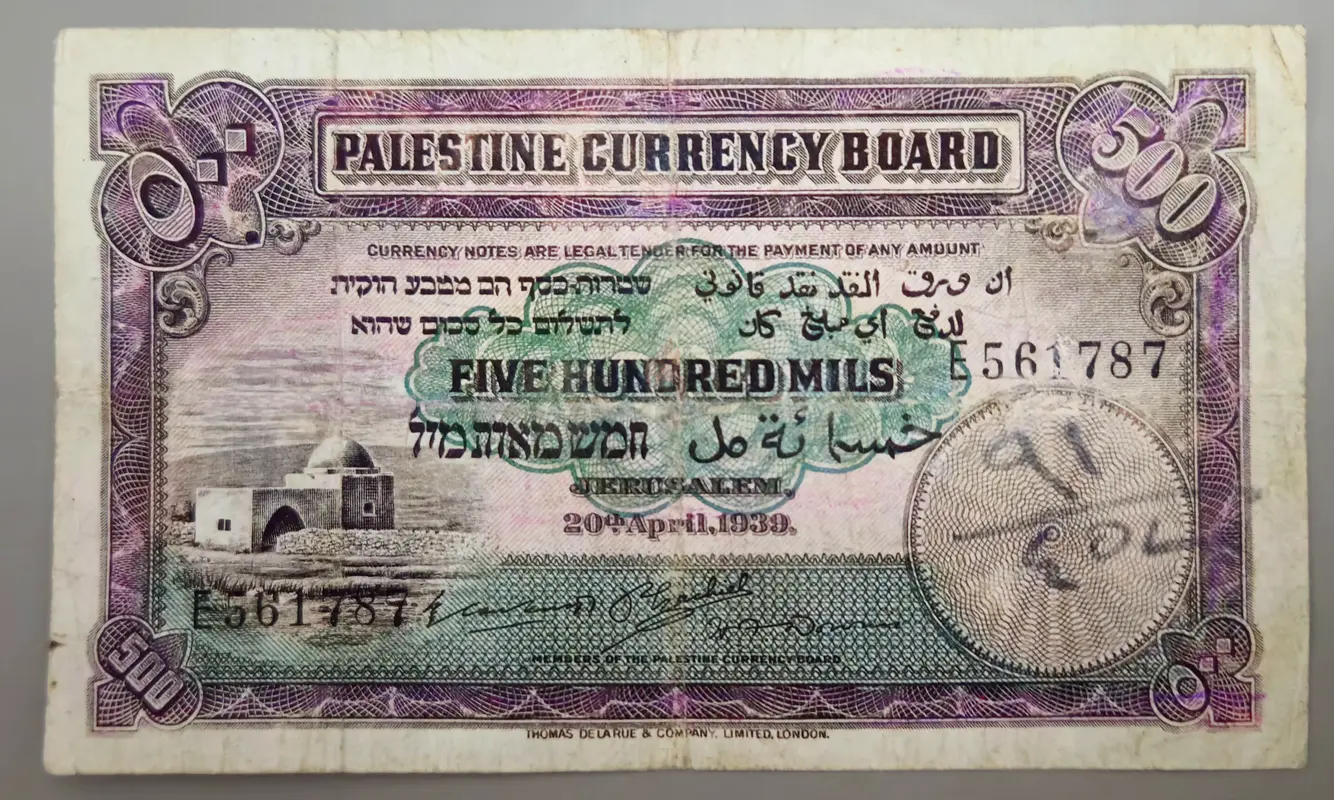 PALESTINE CURRENCY BOARD
٥٠٠
500
CURRENCY NOTES ARE LEGAL TENDER FOR THE PAYMENT OF ANY AMOUNT
שטרות-כסף הם מטבע חוקית
ان ورق النقد نقد قانوني
לתשלום כל סכום שהוא
لدفع اي مبلغ كان
E561787
FIVE HUNDRED MILS
חמש מאות מיל
خمسمائة مل
JERUSALEM,
20th April, 1939.
E561787
MEMBERS OF THE PALESTINE CURRENCY BOARD
500
٥٠٠
THOMAS DE LA RUE & COMPANY, LIMITED, LONDON.